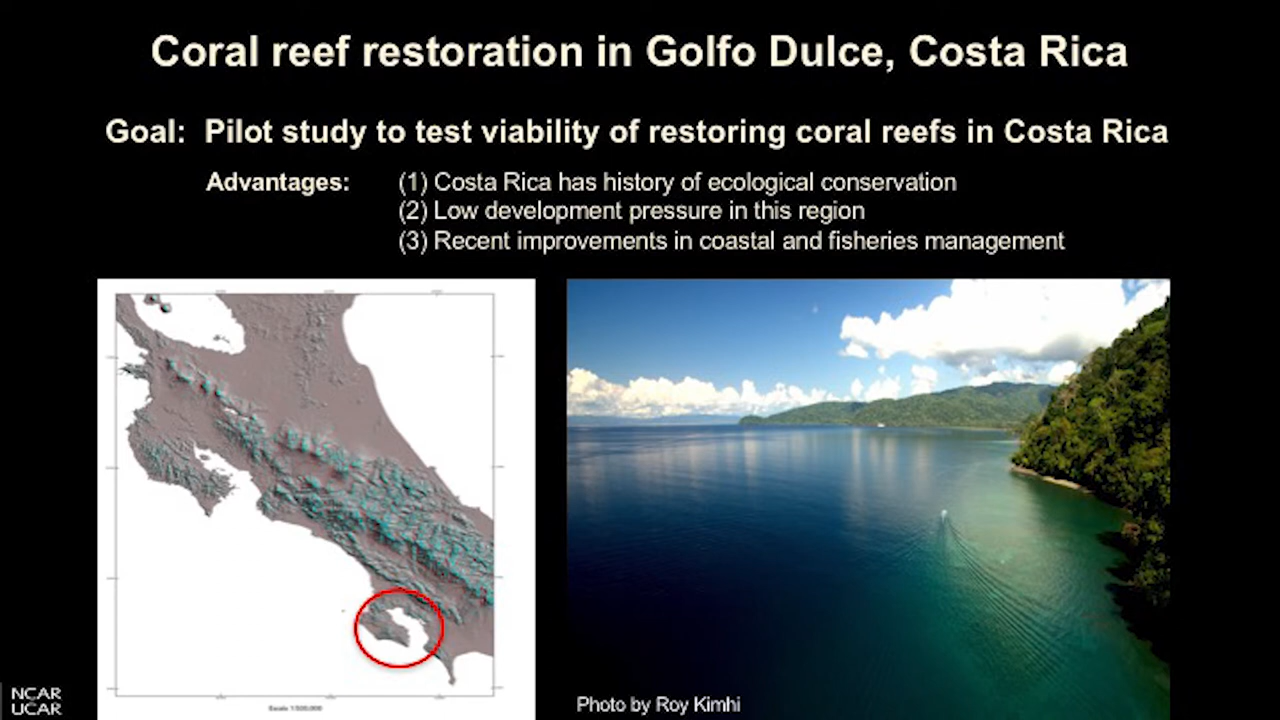 Coral reef restoration in Golfo Dulce, Costa Rica
Goal: Pilot study to test viability of restoring coral reefs in Costa Rica
Advantages: (1) Costa Rica has history of ecological conservation
(2) Low development pressure in this region
(3) Recent improvements in coastal and fisheries management
Photo by Roy Kimhi
NCAR
UCAR